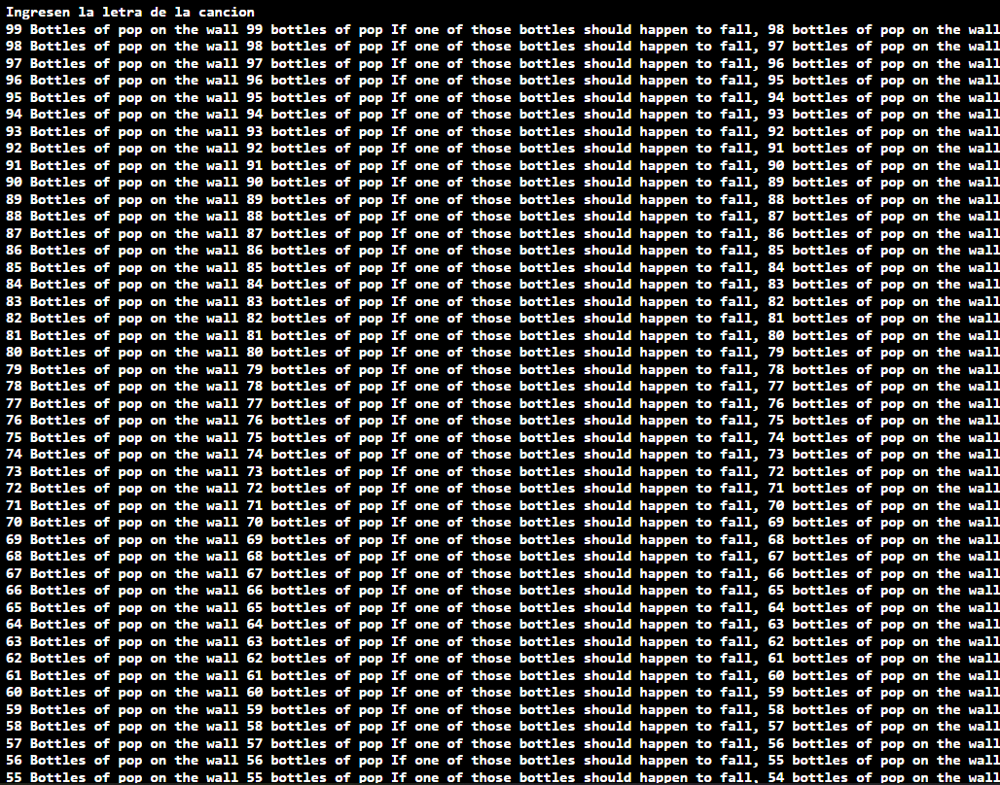 Ingresen la letra de la cancion
99 Bottles of pop on the wall 99 bottles of pop If one of those bottles should happen to fall, 98 bottles of pop on the wall
98 Bottles of pop on the wall 98 bottles of pop If one of those bottles should happen to fall, 97 bottles of pop on the wall
97 Bottles of pop on the wall 97 bottles of pop If one of those bottles should happen to fall, 96 bottles of pop on the wall
96 Bottles of pop on the wall 96 bottles of pop If one of those bottles should happen to fall, 95 bottles of pop on the wall
95 Bottles of pop on the wall 95 bottles of pop If one of those bottles should happen to fall, 94 bottles of pop on the wall
94 Bottles of pop on the wall 94 bottles of pop If one of those bottles should happen to fall, 93 bottles of pop on the wall
93 Bottles of pop on the wall 93 bottles of pop If one of those bottles should happen to fall, 92 bottles of pop on the wall
92 Bottles of pop on the wall 92 bottles of pop If one of those bottles should happen to fall, 91 bottles of pop on the wall
91 Bottles of pop on the wall 91 bottles of pop If one of those bottles should happen to fall, 90 bottles of pop on the wall
90 Bottles of pop on the wall 90 bottles of pop If one of those bottles should happen to fall, 89 bottles of pop on the wall
89 Bottles of pop on the wall 89 bottles of pop If one of those bottles should happen to fall, 88 bottles of pop on the wall
88 Bottles of pop on the wall 88 bottles of pop If one of those bottles should happen to fall, 87 bottles of pop on the wall
87 Bottles of pop on the wall 87 bottles of pop If one of those bottles should happen to fall, 86 bottles of pop on the wall
86 Bottles of pop on the wall 86 bottles of pop If one of those bottles should happen to fall, 85 bottles of pop on the wall
85 Bottles of pop on the wall 85 bottles of pop If one of those bottles should happen to fall, 84 bottles of pop on the wall
84 Bottles of pop on the wall 84 bottles of pop If one of those bottles should happen to fall, 83 bottles of pop on the wall
83 Bottles of pop on the wall 83 bottles of pop If one of those bottles should happen to fall, 82 bottles of pop on the wall
82 Bottles of pop on the wall 82 bottles of pop If one of those bottles should happen to fall, 81 bottles of pop on the wall
81 Bottles of pop on the wall 81 bottles of pop If one of those bottles should happen to fall, 80 bottles of pop on the wall
80 Bottles of pop on the wall 80 bottles of pop If one of those bottles should happen to fall, 79 bottles of pop on the wall
79 Bottles of pop on the wall 79 bottles of pop If one of those bottles should happen to fall, 78 bottles of pop on the wall
78 Bottles of pop on the wall 78 bottles of pop If one of those bottles should happen to fall, 77 bottles of pop on the wall
77 Bottles of pop on the wall 77 bottles of pop If one of those bottles should happen to fall, 76 bottles of pop on the wall
76 Bottles of pop on the wall 76 bottles of pop If one of those bottles should happen to fall, 75 bottles of pop on the wall
75 Bottles of pop on the wall 75 bottles of pop If one of those bottles should happen to fall, 74 bottles of pop on the wall
74 Bottles of pop on the wall 74 bottles of pop If one of those bottles should happen to fall, 73 bottles of pop on the wall
73 Bottles of pop on the wall 73 bottles of pop If one of those bottles should happen to fall, 72 bottles of pop on the wall
72 Bottles of pop on the wall 72 bottles of pop If one of those bottles should happen to fall, 71 bottles of pop on the wall
71 Bottles of pop on the wall 71 bottles of pop If one of those bottles should happen to fall, 70 bottles of pop on the wall
70 Bottles of pop on the wall 70 bottles of pop If one of those bottles should happen to fall, 69 bottles of pop on the wall
69 Bottles of pop on the wall 69 bottles of pop If one of those bottles should happen to fall, 68 bottles of pop on the wall
68 Bottles of pop on the wall 68 bottles of pop If one of those bottles should happen to fall, 67 bottles of pop on the wall
67 Bottles of pop on the wall 67 bottles of pop If one of those bottles should happen to fall, 66 bottles of pop on the wall
66 Bottles of pop on the wall 66 bottles of pop If one of those bottles should happen to fall, 65 bottles of pop on the wall
65 Bottles of pop on the wall 65 bottles of pop If one of those bottles should happen to fall, 64 bottles of pop on the wall
64 Bottles of pop on the wall 64 bottles of pop If one of those bottles should happen to fall, 63 bottles of pop on the wall
63 Bottles of pop on the wall 63 bottles of pop If one of those bottles should happen to fall, 62 bottles of pop on the wall
62 Bottles of pop on the wall 62 bottles of pop If one of those bottles should happen to fall, 61 bottles of pop on the wall
61 Bottles of pop on the wall 61 bottles of pop If one of those bottles should happen to fall, 60 bottles of pop on the wall
60 Bottles of pop on the wall 60 bottles of pop If one of those bottles should happen to fall, 59 bottles of pop on the wall
59 Bottles of pop on the wall 59 bottles of pop If one of those bottles should happen to fall, 58 bottles of pop on the wall
58 Bottles of pop on the wall 58 bottles of pop If one of those bottles should happen to fall, 57 bottles of pop on the wall
57 Bottles of pop on the wall 57 bottles of pop If one of those bottles should happen to fall, 56 bottles of pop on the wall
56 Bottles of pop on the wall 56 bottles of pop If one of those bottles should happen to fall, 55 bottles of pop on the wall
55 Bottles of pop on the wall 55 bottles of pop If one of those bottles should happen to fall, 54 bottles of pop on the wall